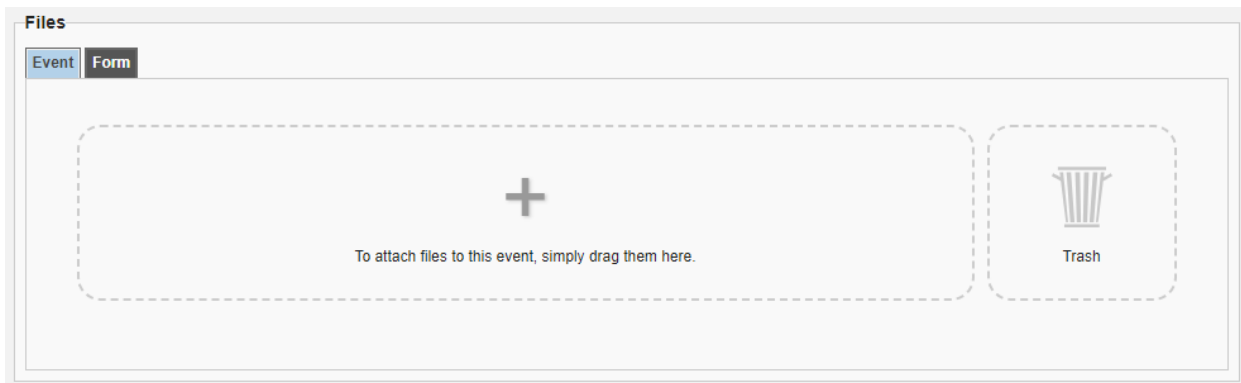 Files
Event Form
To attach files to this event, simply drag them here.
Trash